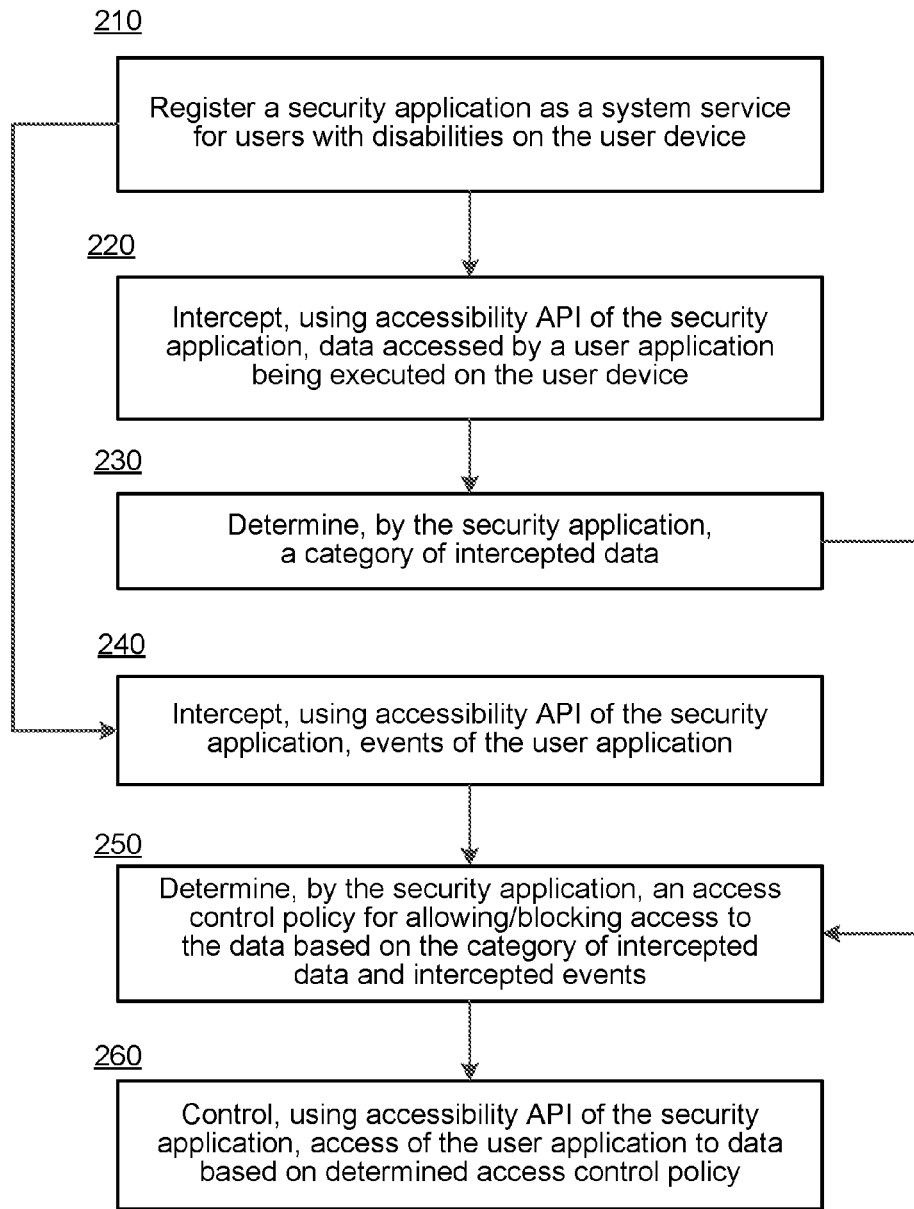 210
Register a security application as a system service
for users with disabilities on the user device
220
Intercept, using accessibility API of the security
application, data accessed by a user application
being executed on the user device
230
Determine, by the security application,
a category of intercepted data
240
Intercept, using accessibility API of the security
application, events of the user application
250
Determine, by the security application, an access
control policy for allowing/blocking access to
the data based on the category of intercepted
data and intercepted events
260
Control, using accessibility API of the security
application, access of the user application to data
based on determined access control policy